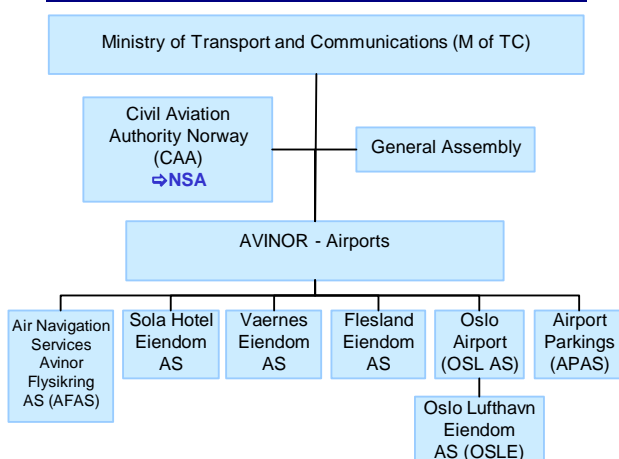 Ministry of Transport and Communications (M of TC)
Civil Aviation
Authority Norway
(CAA)
⇨NSA
General Assembly
AVINOR - Airports
Air Navigation
Services
Avinor
Flysikring
AS (AFAS)
Sola Hotel
Eiendom
AS
Vaernes
Eiendom
AS
Flesland
Eiendom
AS
Oslo
Airport
(OSL AS)
Airport
Parkings
(APAS)
Oslo Lufthavn
Eiendom
AS (OSLE)